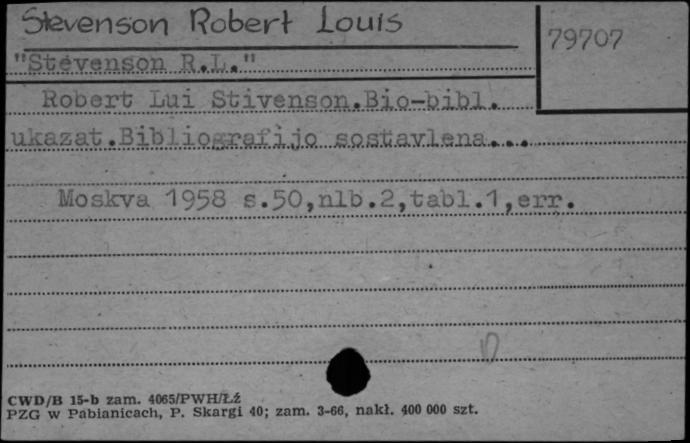 Stevenson Robert Louis
79707
"Stevenson R.L."
Robert Lui Stivenson.Bio-bibl.
ukazat.Bibliografijo sostavlena...
Moskva 1958 s.50,nlb.2,tabl.1,err.
CWD/B 15-b zam. 4065/PWH/ŁŹ
PZG w Pabianicach, P. Skargi 40; zam. 3-66, nakł. 400 000 szt.